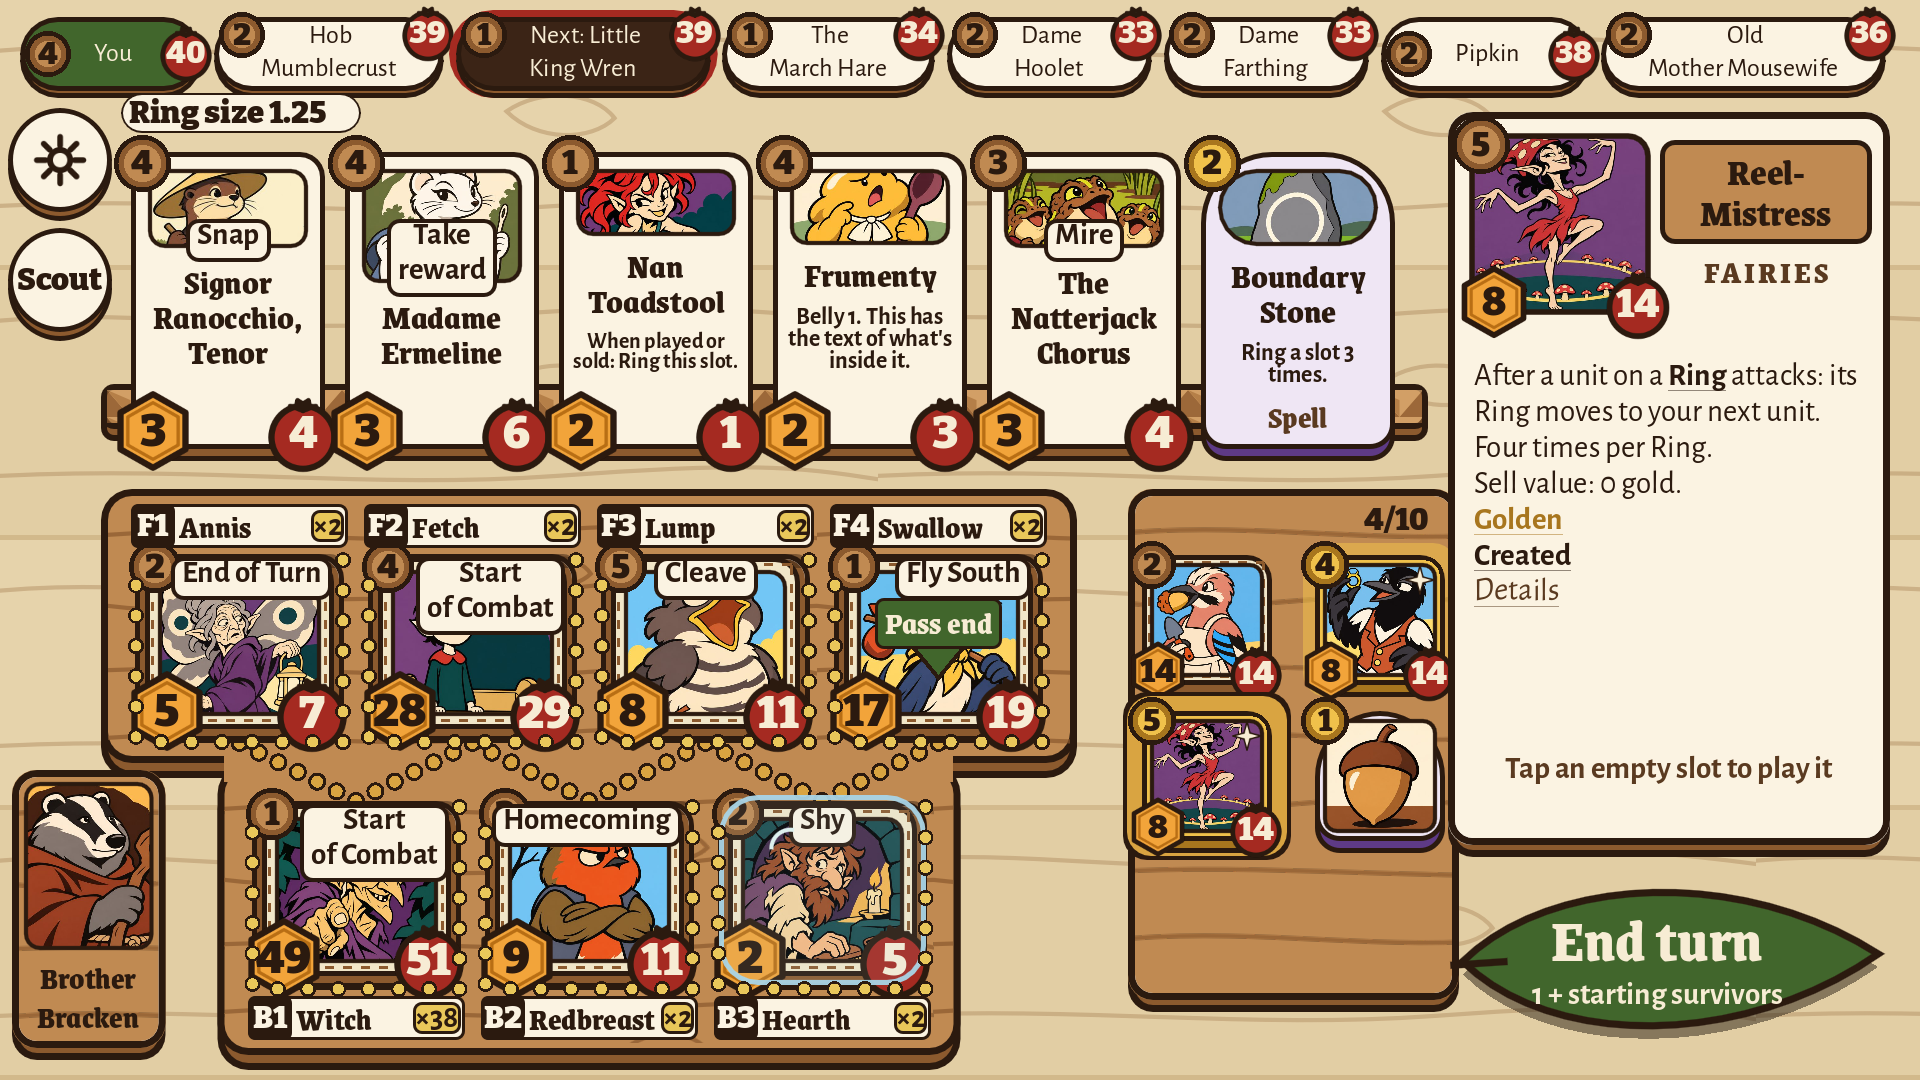 4 You 40
2 Hob Mumblecrust 39
1 Next: Little King Wren 39
1 The March Hare 34
2 Dame Hoolet 33
2 Dame Farthing 33
2 Pipkin 38
2 Old Mother Mousewife 36
Ring size 1.25
Scout
4
Snap
Signor
Ranocchio,
Tenor
3 4
4
Take
reward
Madame
Ermeline
3 6
1
Nan
Toadstool
When played or
sold: Ring this slot.
2 1
4
Frumenty
Belly 1. This has
the text of what's
inside it.
2 3
3
Mire
The
Natterjack
Chorus
3 4
2
Boundary
Stone
Ring a slot 3
times.
Spell
5
Reel-
Mistress
FAIRIES
8 14
After a unit on a Ring attacks: its
Ring moves to your next unit.
Four times per Ring.
Sell value: 0 gold.
Golden
Created
Details
Tap an empty slot to play it
F1 Annis ×2
2 End of Turn
5 7
F2 Fetch ×2
4 Start
of Combat
28 29
F3 Lump ×2
5 Cleave
8 11
F4 Swallow ×2
1 Fly South
Pass end
17 19
4/10
2
14 14
4
8 14
5
8 14
1
1 Start
of Combat
49 51
B1 Witch ×38
Homecoming
9 11
B2 Redbreast ×2
2 Shy
2 5
B3 Hearth ×2
Brother
Bracken
End turn
1 + starting survivors